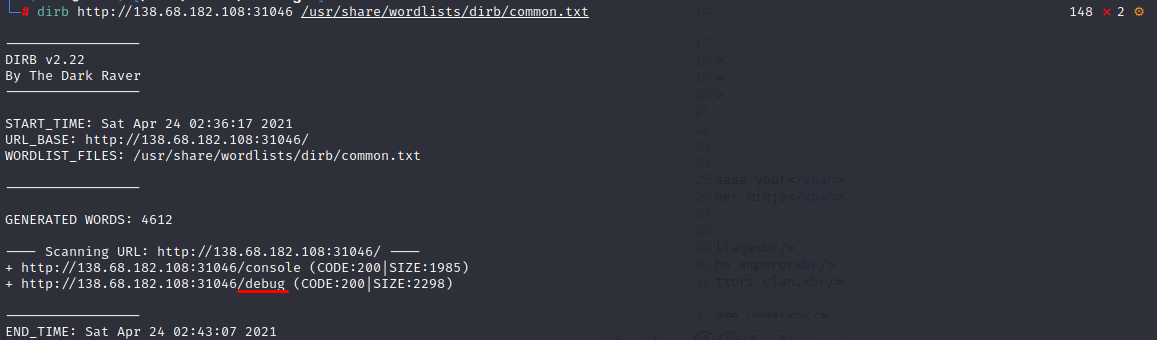 └─# dirb http://138.68.182.108:31046 /usr/share/wordlists/dirb/common.txt 148 ⨯ 2 ⚙
-----------------
DIRB v2.22
By The Dark Raver
-----------------
START_TIME: Sat Apr 24 02:36:17 2021
URL_BASE: http://138.68.182.108:31046/
WORDLIST_FILES: /usr/share/wordlists/dirb/common.txt
-----------------
GENERATED WORDS: 4612
---- Scanning URL: http://138.68.182.108:31046/ ----
+ http://138.68.182.108:31046/console (CODE:200|SIZE:1985)
+ http://138.68.182.108:31046/debug (CODE:200|SIZE:2298)
-----------------
END_TIME: Sat Apr 24 02:43:07 2021
16
17
18 >
19 >
20 >
21
22
23
24
25 ease your</span>
26 ner ninja</span>
27
28
29 llage<br/>
30 he emperor<br/>
31 ttori clan.<br/>
32 ame under<br/>